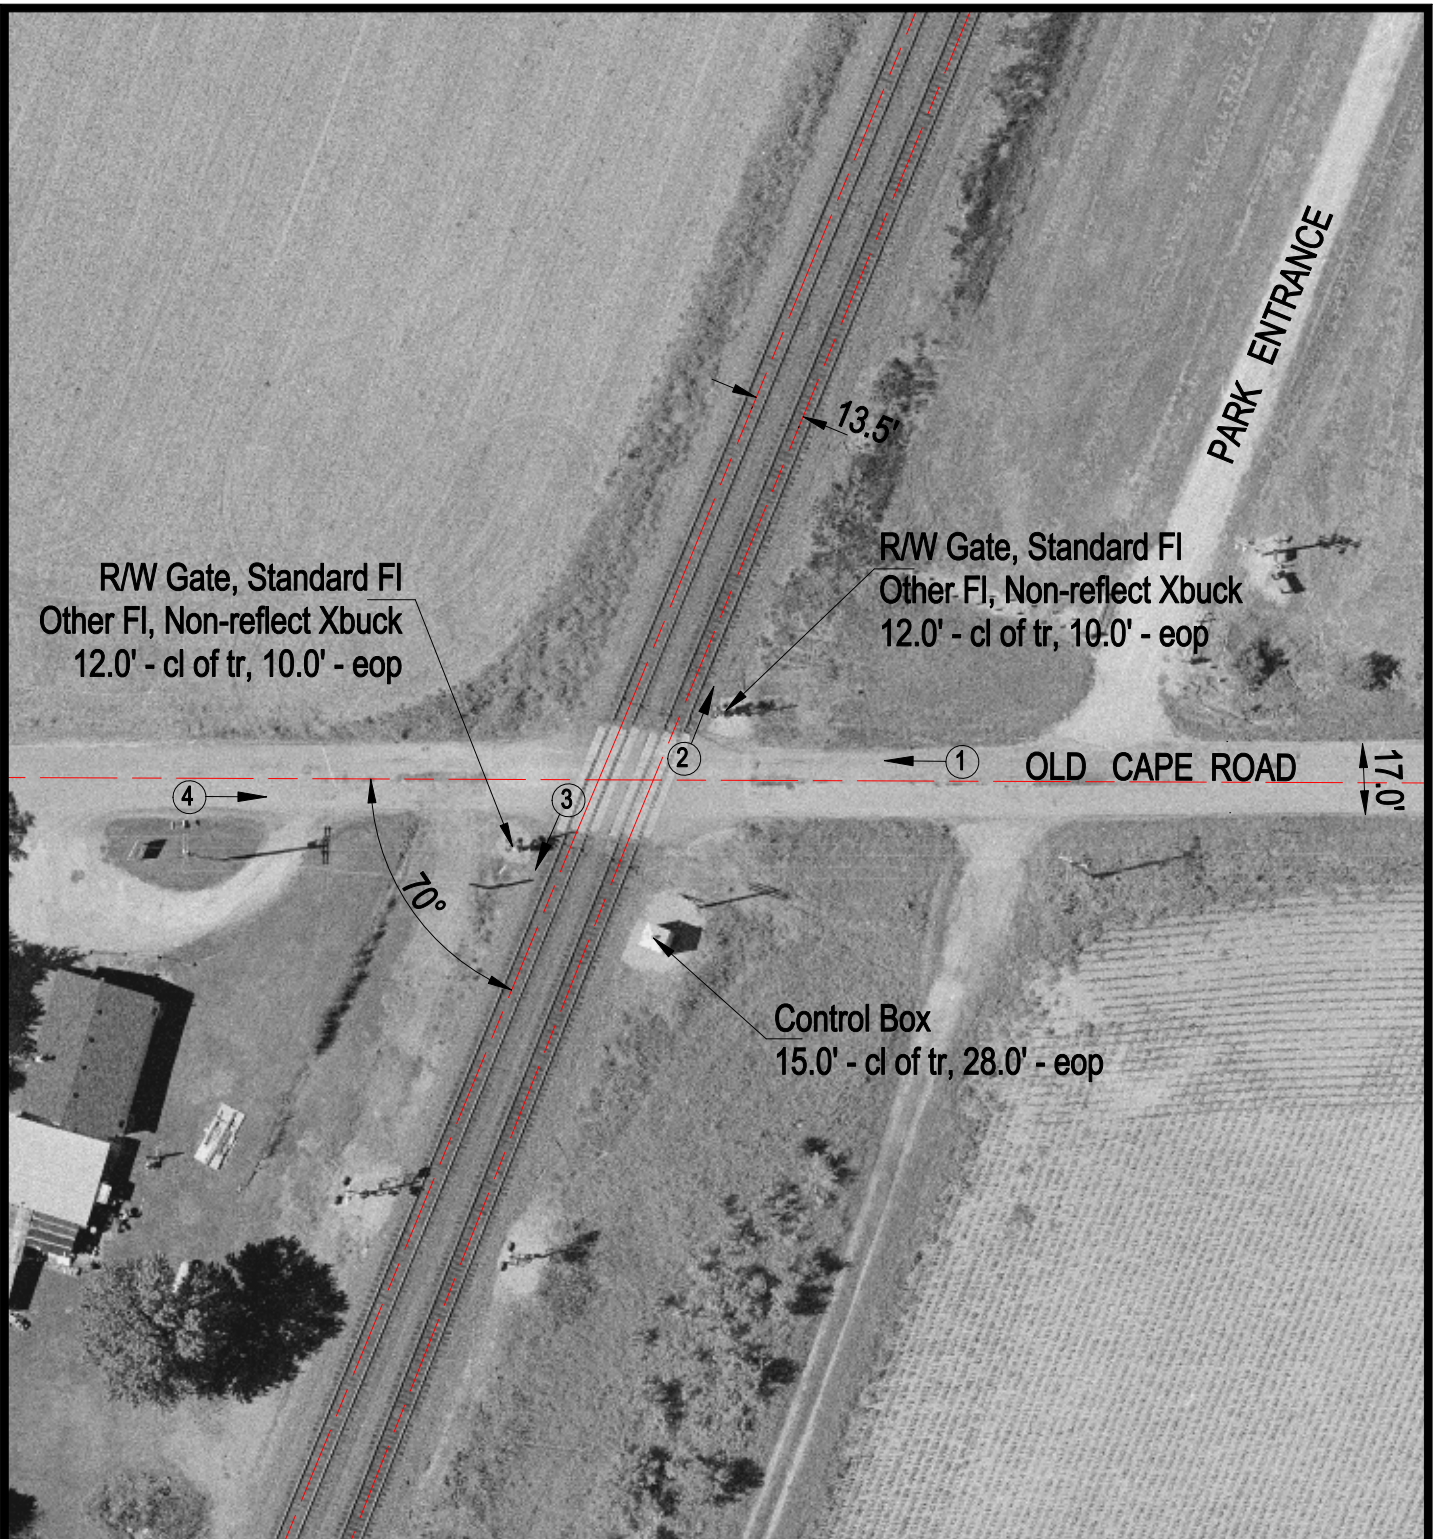 PARK ENTRANCE
13.5'
R/W Gate, Standard Fl
Other Fl, Non-reflect Xbuck
12.0' - cl of tr, 10.0' - eop
R/W Gate, Standard Fl
Other Fl, Non-reflect Xbuck
12.0' - cl of tr, 10.0' - eop
2
1
OLD CAPE ROAD
17.0'
4
3
70°
Control Box
15.0' - cl of tr, 28.0' - eop